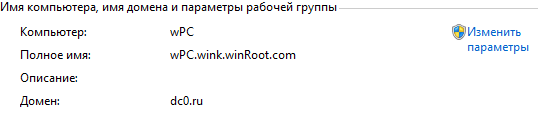 Имя компьютера, имя домена и параметры рабочей группы
Компьютер: wPC Изменить параметры
Полное имя: wPC.wink.winRoot.com
Описание:
Домен: dc0.ru